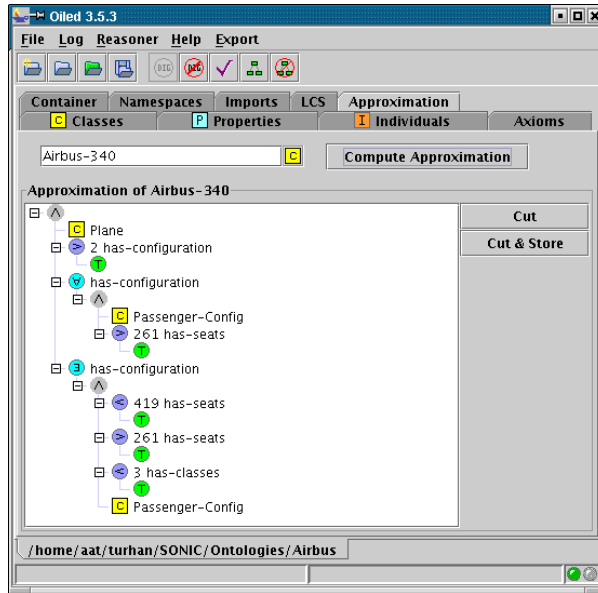 Oiled 3.5.3
File Log Reasoner Help Export
DIG DIG
Container Namespaces Imports LCS Approximation
C Classes P Properties I Individuals Axioms
Airbus-340 C Compute Approximation
Approximation of Airbus-340
∧
C Plane
≥ 2 has-configuration
T
∀ has-configuration
∧
C Passenger-Config
≥ 261 has-seats
T
∃ has-configuration
∧
≤ 419 has-seats
T
≥ 261 has-seats
T
≤ 3 has-classes
T
C Passenger-Config
Cut
Cut & Store
/home/aat/turhan/SONIC/Ontologies/Airbus